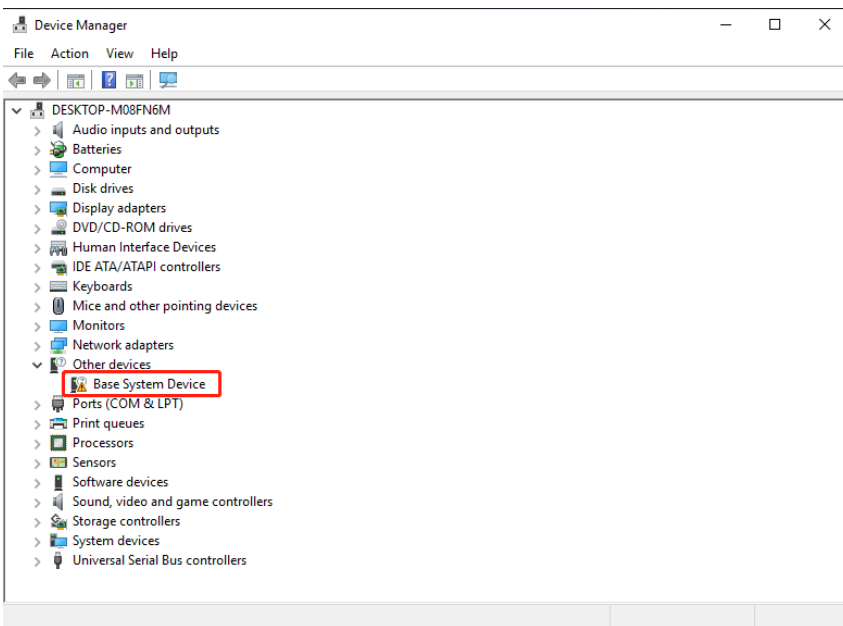 Device Manager
File Action View Help
DESKTOP-M08FN6M
Audio inputs and outputs
Batteries
Computer
Disk drives
Display adapters
DVD/CD-ROM drives
Human Interface Devices
IDE ATA/ATAPI controllers
Keyboards
Mice and other pointing devices
Monitors
Network adapters
Other devices
Base System Device
Ports (COM & LPT)
Print queues
Processors
Sensors
Software devices
Sound, video and game controllers
Storage controllers
System devices
Universal Serial Bus controllers